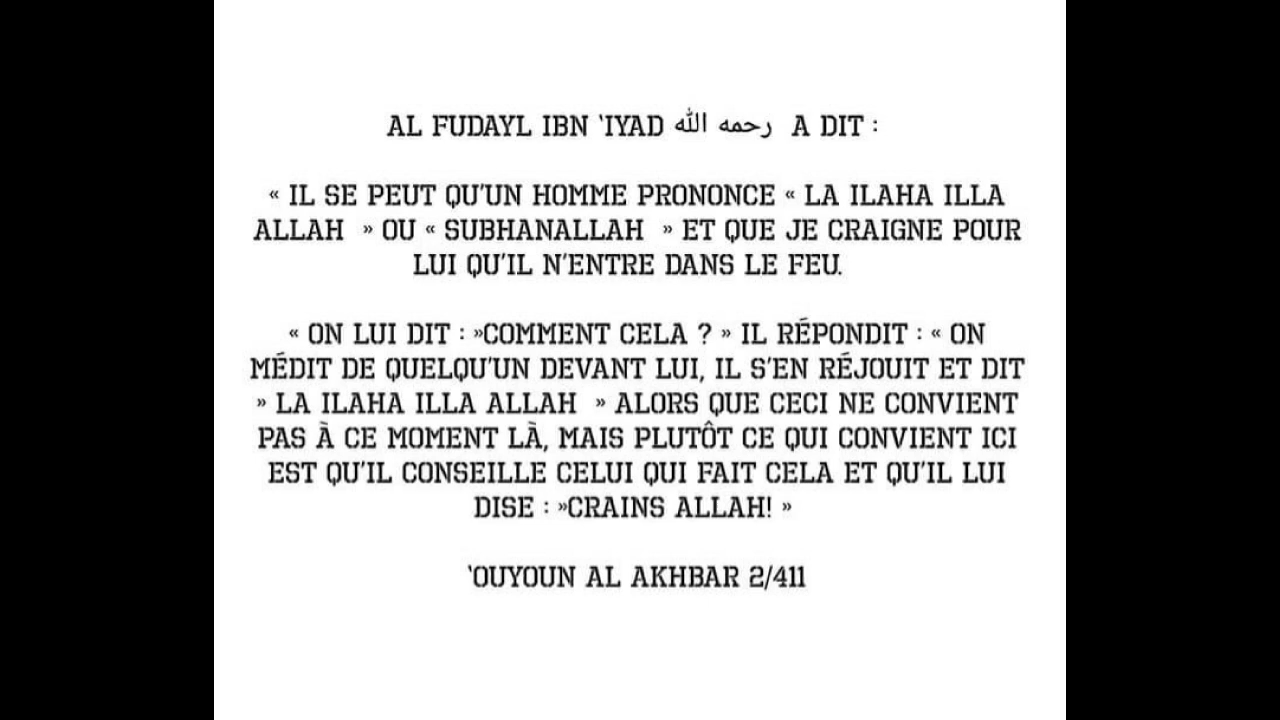 AL FUDAYL IBN 'IYAD رحمه الله A DIT :
« IL SE PEUT QU'UN HOMME PRONONCE « LA ILAHA ILLA
ALLAH » OU « SUBHANALLAH » ET QUE JE CRAIGNE POUR
LUI QU'IL N'ENTRE DANS LE FEU.
« ON LUI DIT : »COMMENT CELA ? » IL RÉPONDIT : « ON
MÉDIT DE QUELQU'UN DEVANT LUI, IL S'EN RÉJOUIT ET DIT
» LA ILAHA ILLA ALLAH » ALORS QUE CECI NE CONVIENT
PAS À CE MOMENT LÀ, MAIS PLUTÔT CE QUI CONVIENT ICI
EST QU'IL CONSEILLE CELUI QUI FAIT CELA ET QU'IL LUI
DISE : »CRAINS ALLAH! »
'OUYOUN AL AKHBAR 2/411